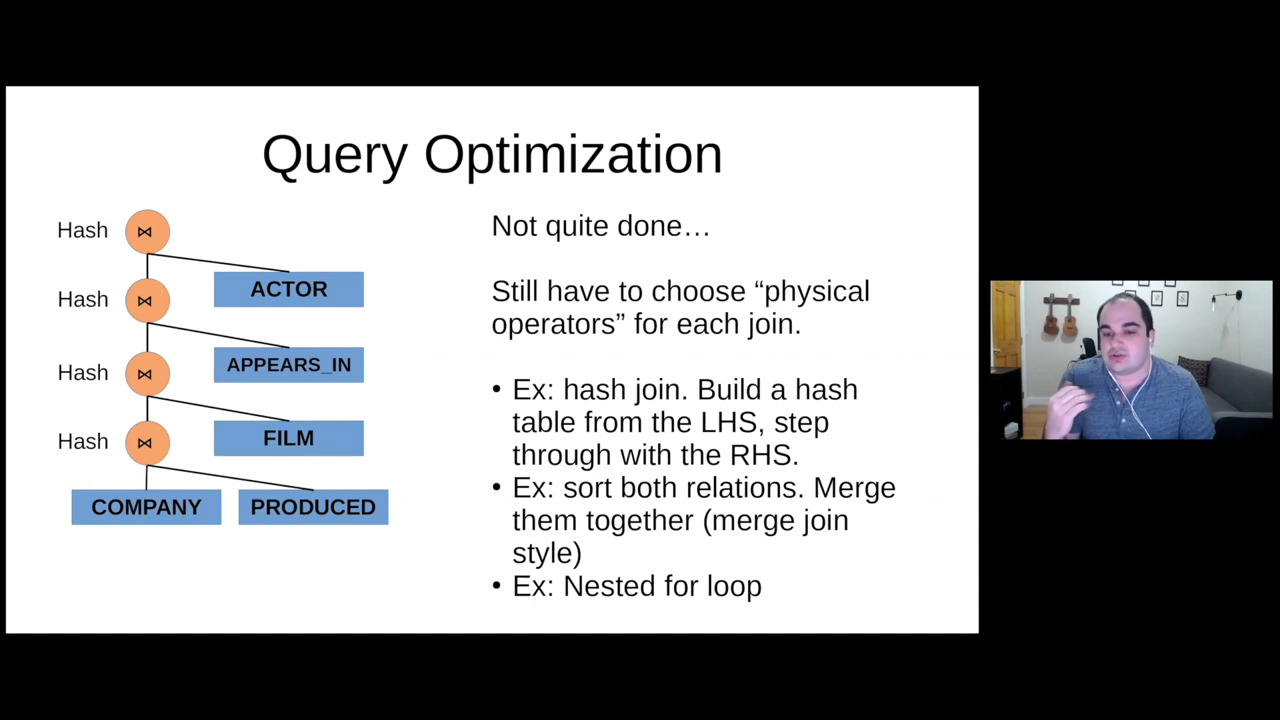 Query Optimization
Hash
⋈
ACTOR
Hash
⋈
APPEARS_IN
Hash
⋈
FILM
Hash
⋈
COMPANY
PRODUCED
Not quite done…
Still have to choose “physical
operators” for each join.
• Ex: hash join. Build a hash
table from the LHS, step
through with the RHS.
• Ex: sort both relations. Merge
them together (merge join
style)
• Ex: Nested for loop